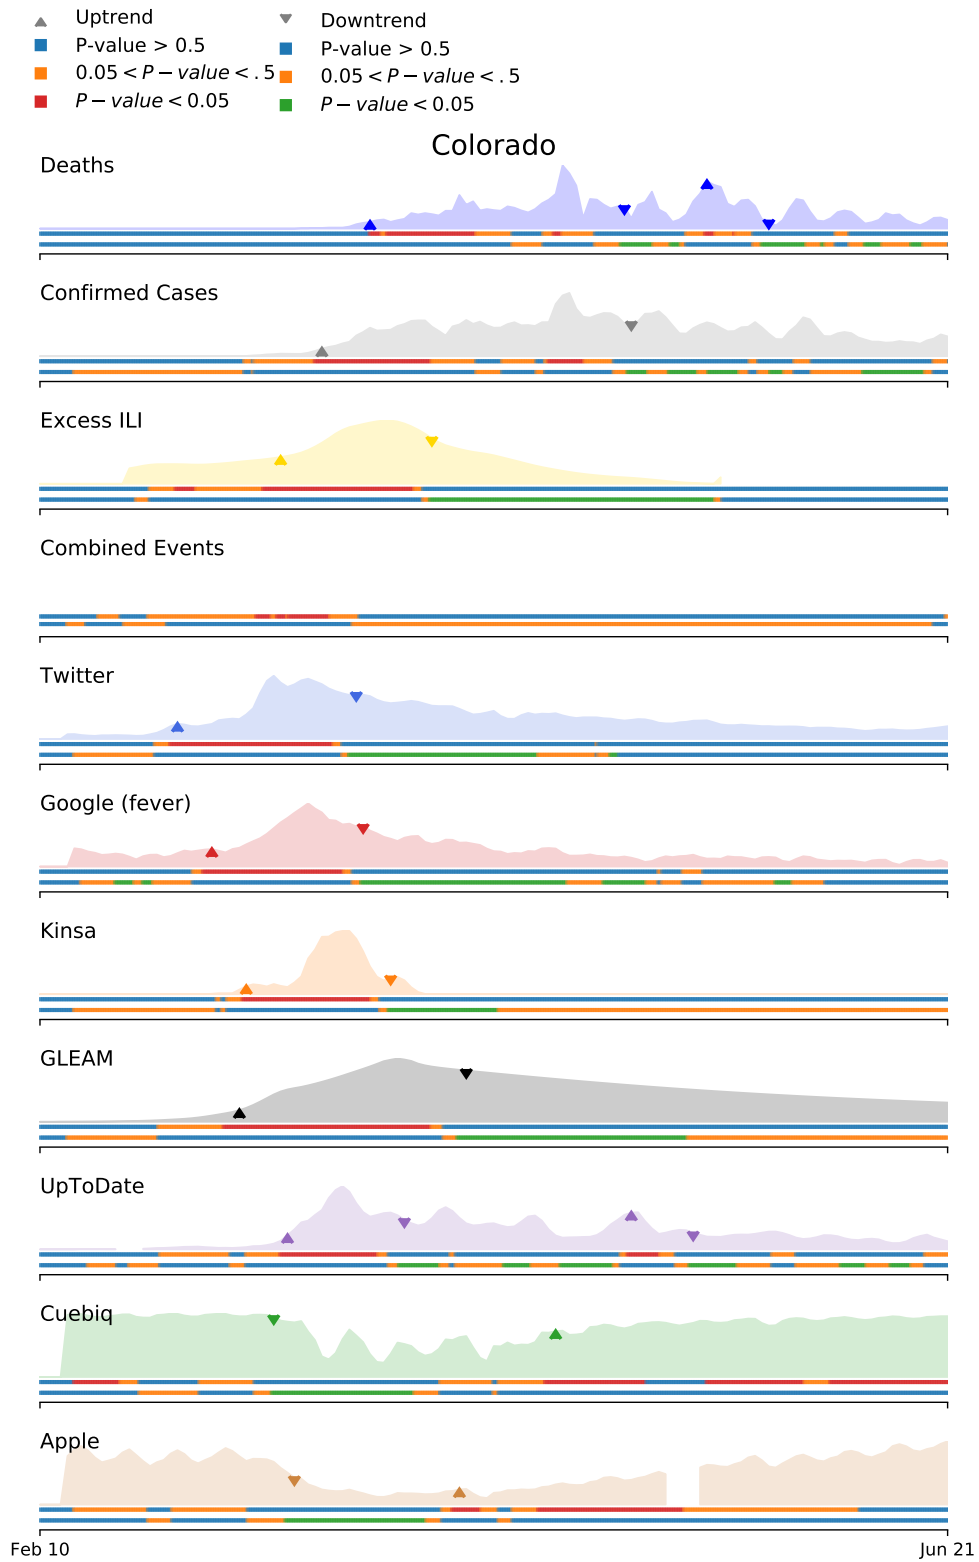 Uptrend
P-value > 0.5
0.05 < P − value < .5
P − value < 0.05
Downtrend
P-value > 0.5
0.05 < P − value < .5
P − value < 0.05
Colorado
Deaths
Confirmed Cases
Excess ILI
Combined Events
Twitter
Google (fever)
Kinsa
GLEAM
UpToDate
Cuebiq
Apple
Feb 10
Jun 21